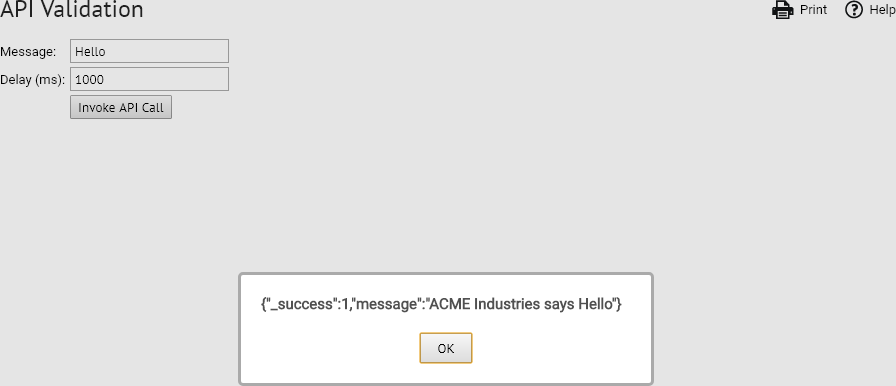 API Validation
Print
Help
Message:
Hello
Delay (ms):
1000
Invoke API Call
{"_success":1,"message":"ACME Industries says Hello"}
OK